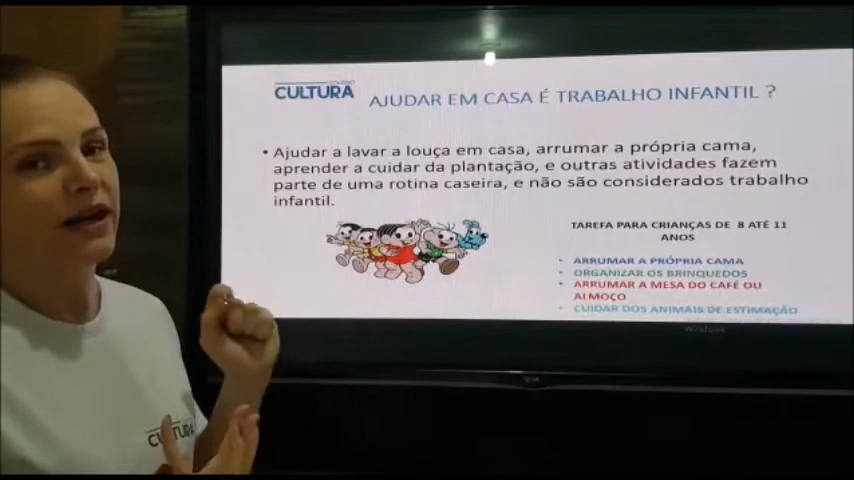 COLÉGIO
CULTURA
AJUDAR EM CASA É TRABALHO INFANTIL ?
• Ajudar a lavar a louça em casa, arrumar a própria cama,
aprender a cuidar da plantação, e outras atividades fazem
parte de uma rotina caseira, e não são considerados trabalho
infantil.
TAREFA PARA CRIANÇAS DE 8 ATÉ 11
ANOS
• ARRUMAR A PRÓPRIA CAMA
• ORGANIZAR OS BRINQUEDOS
• ARRUMAR A MESA DO CAFÉ OU
ALMOÇO
• CUIDAR DOS ANIMAIS DE ESTIMAÇÃO
Windows
LG
CULTURA